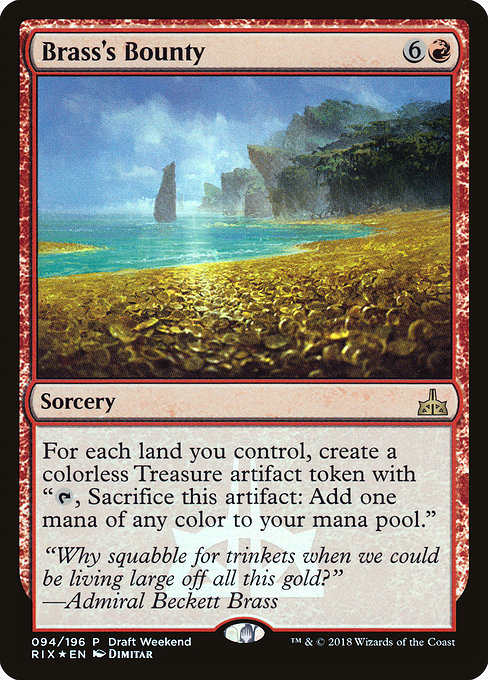 Brass's Bounty 6
Sorcery
For each land you control, create a
colorless Treasure artifact token with
“, Sacrifice this artifact: Add one
mana of any color to your mana pool.”
“Why squabble for trinkets when we could
be living large off all this gold?”
—Admiral Beckett Brass
094/196 P Draft Weekend
RIX★EN Dimitar
™ & © 2018 Wizards of the Coast